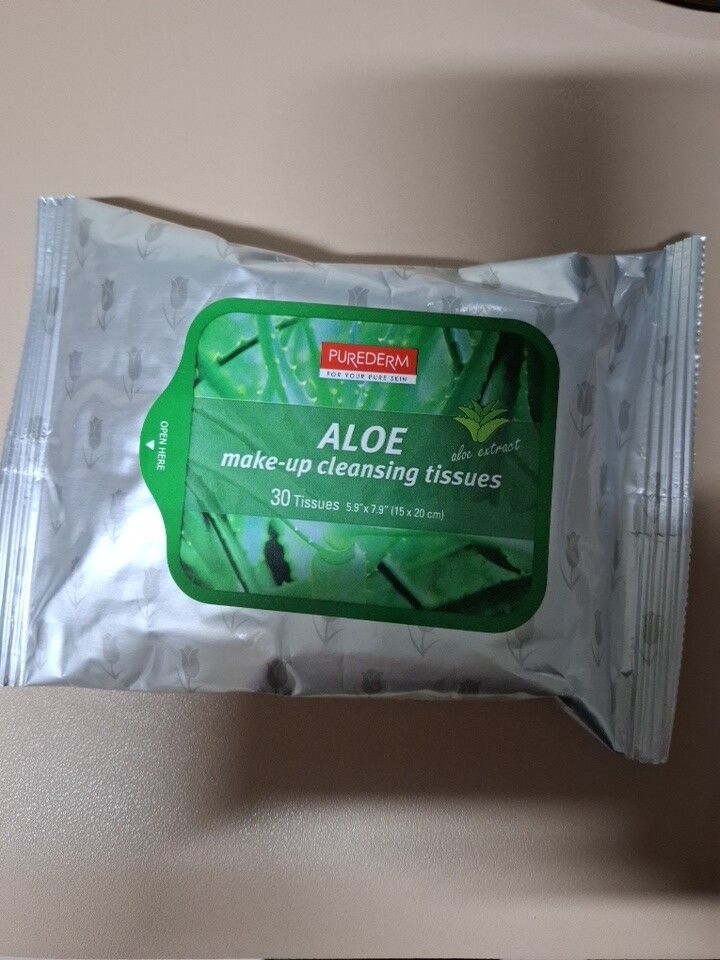 PUREDERM
FOR YOUR PURE SKIN
ALOE
make-up cleansing tissues
aloe extract
30 Tissues 5.9"x 7.9" (15 x 20 cm)
OPEN HERE